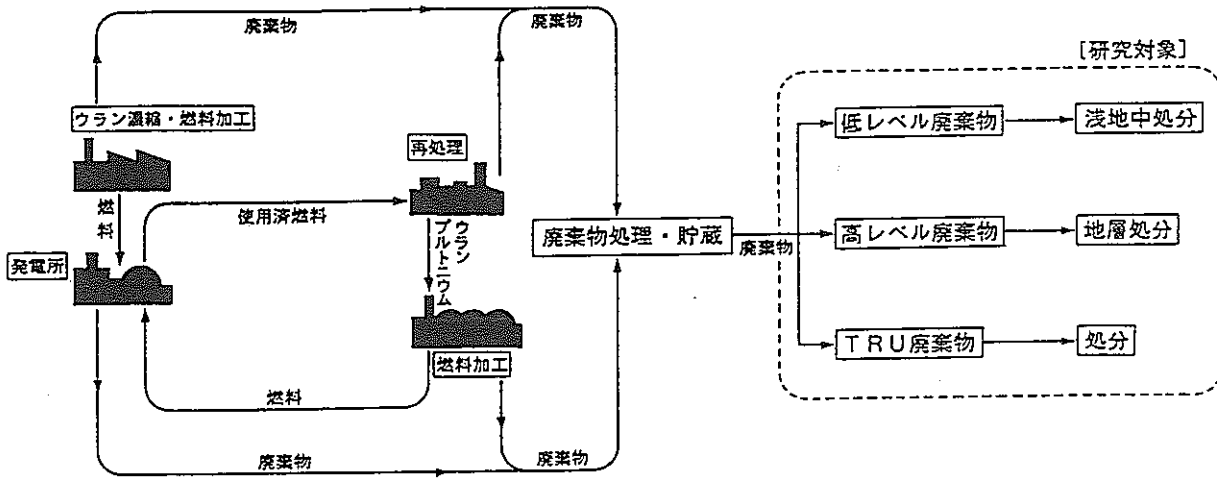 廃棄物
廃棄物
[研究対象]
ウラン濃縮・燃料加工
再処理
低レベル廃棄物
浅地中処分
燃料
使用済燃料
ウラン
プルトニウム
廃棄物処理・貯蔵
廃棄物
高レベル廃棄物
地層処分
発電所
燃料加工
TRU廃棄物
処分
燃料
廃棄物
廃棄物